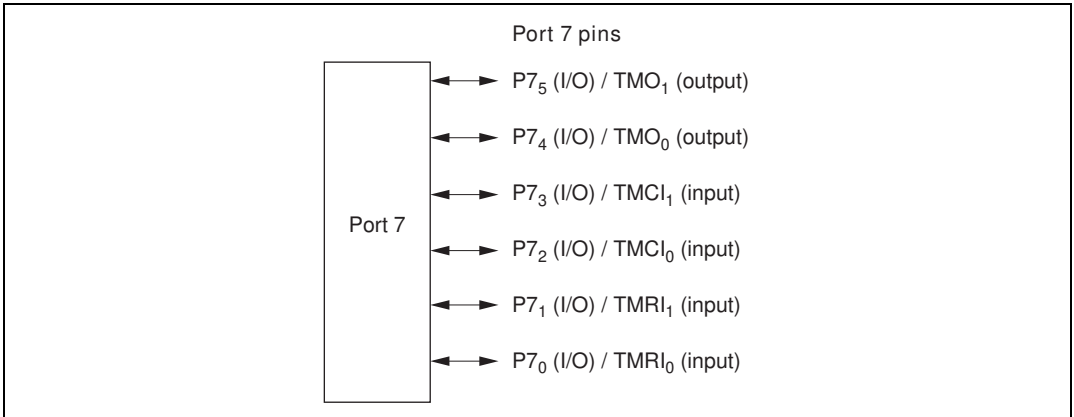 Port 7 pins
P7₅ (I/O) / TMO₁ (output)
P7₄ (I/O) / TMO₀ (output)
P7₃ (I/O) / TMCI₁ (input)
Port 7
P7₂ (I/O) / TMCI₀ (input)
P7₁ (I/O) / TMRI₁ (input)
P7₀ (I/O) / TMRI₀ (input)